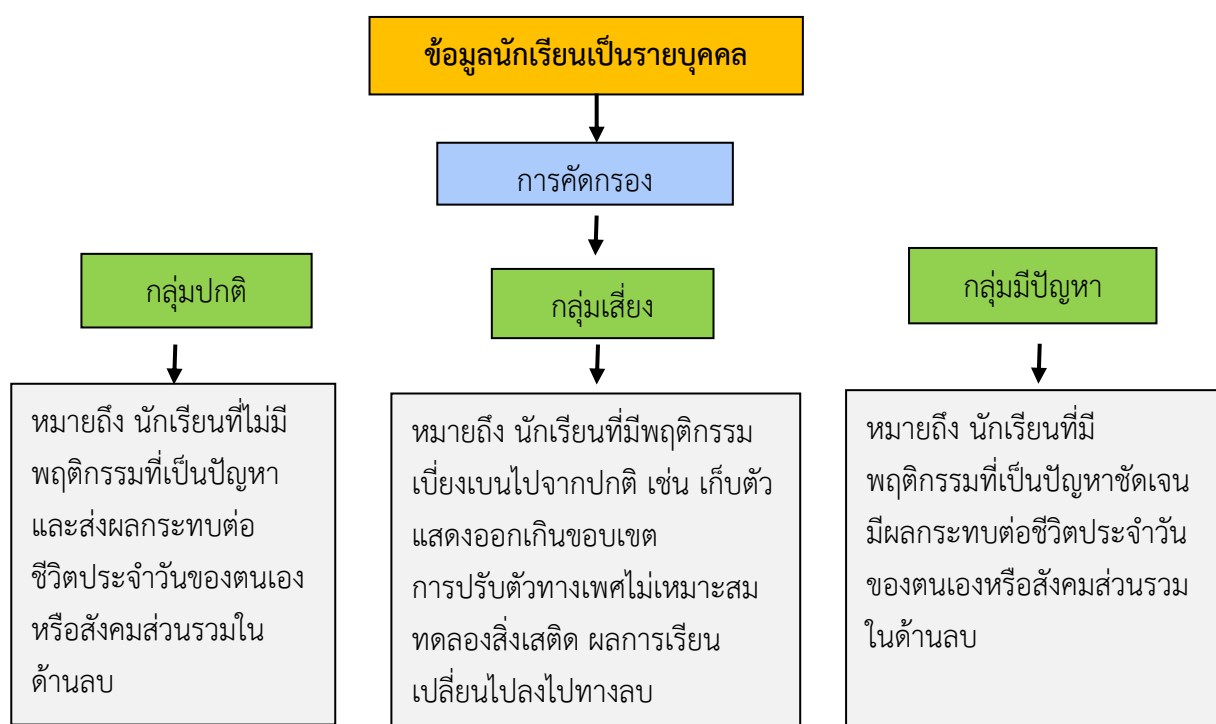 ข้อมูลนักเรียนเป็นรายบุคคล
การคัดกรอง
กลุ่มปกติ
กลุ่มเสี่ยง
กลุ่มมีปัญหา
หมายถึง นักเรียนที่ไม่มี
พฤติกรรมที่เป็นปัญหา
และส่งผลกระทบต่อ
ชีวิตประจำวันของตนเอง
หรือสังคมส่วนรวมใน
ด้านลบ
หมายถึง นักเรียนที่มีพฤติกรรม
เบี่ยงเบนไปจากปกติ เช่น เก็บตัว
แสดงออกเกินขอบเขต
การปรับตัวทางเพศไม่เหมาะสม
ทดลองสิ่งเสติด ผลการเรียน
เปลี่ยนไปลงไปทางลบ
หมายถึง นักเรียนที่มี
พฤติกรรมที่เป็นปัญหาชัดเจน
มีผลกระทบต่อชีวิตประจำวัน
ของตนเองหรือสังคมส่วนรวม
ในด้านลบ